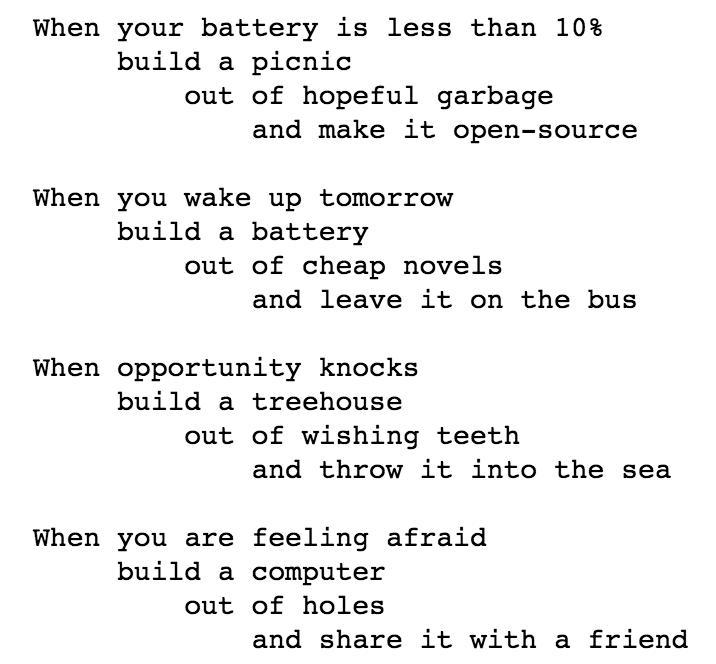 When your battery is less than 10%
build a picnic
out of hopeful garbage
and make it open-source
When you wake up tomorrow
build a battery
out of cheap novels
and leave it on the bus
When opportunity knocks
build a treehouse
out of wishing teeth
and throw it into the sea
When you are feeling afraid
build a computer
out of holes
and share it with a friend